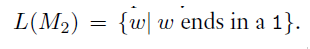 L(M₂) = {w| w ends in a 1}.